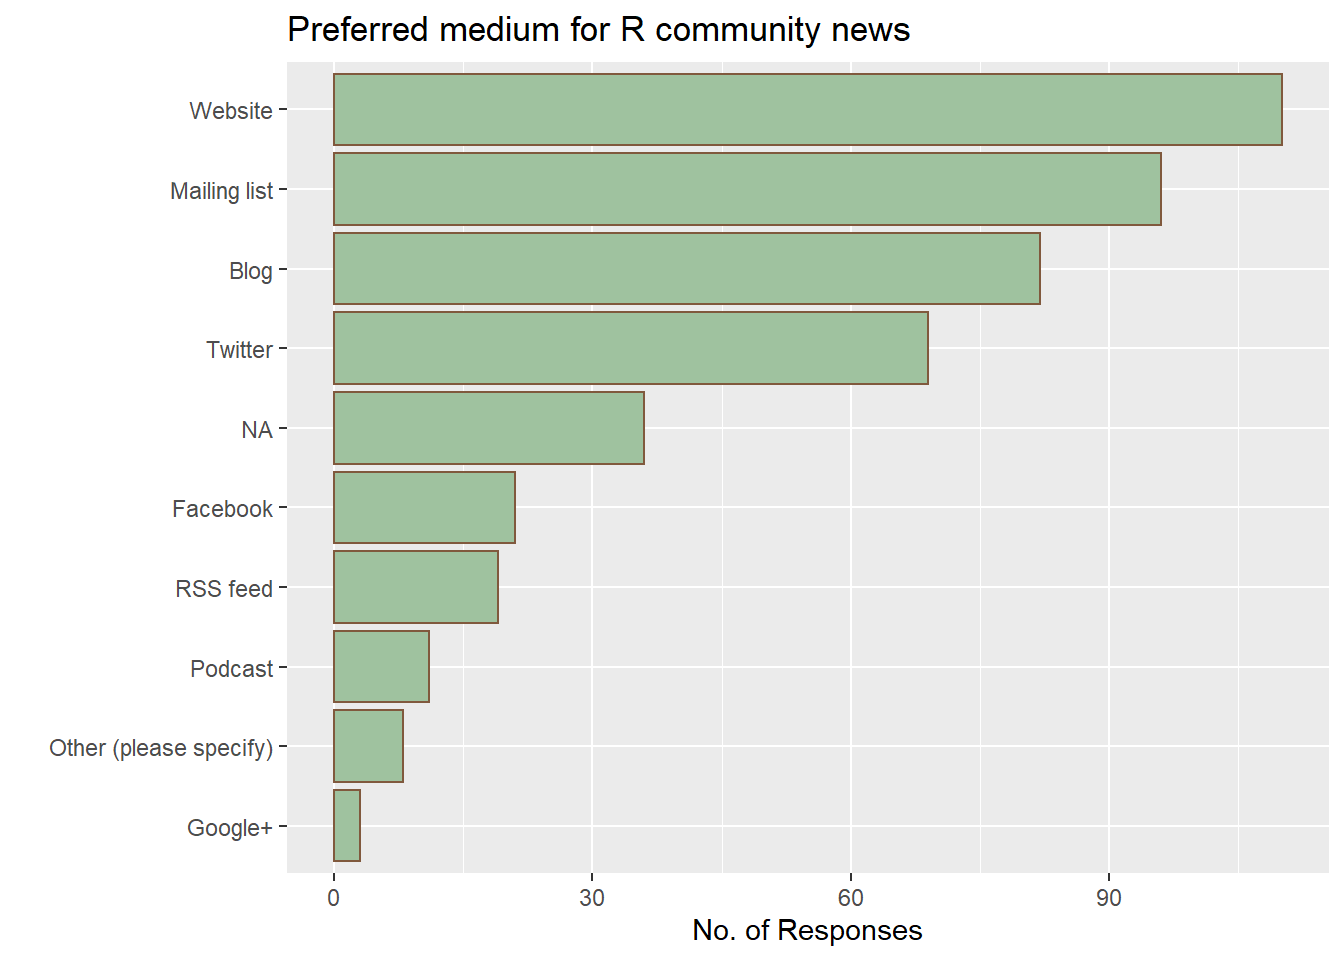 Preferred medium for R community news
Website
Mailing list
Blog
Twitter
NA
Facebook
RSS feed
Podcast
Other (please specify)
Google+
0 30 60 90
No. of Responses